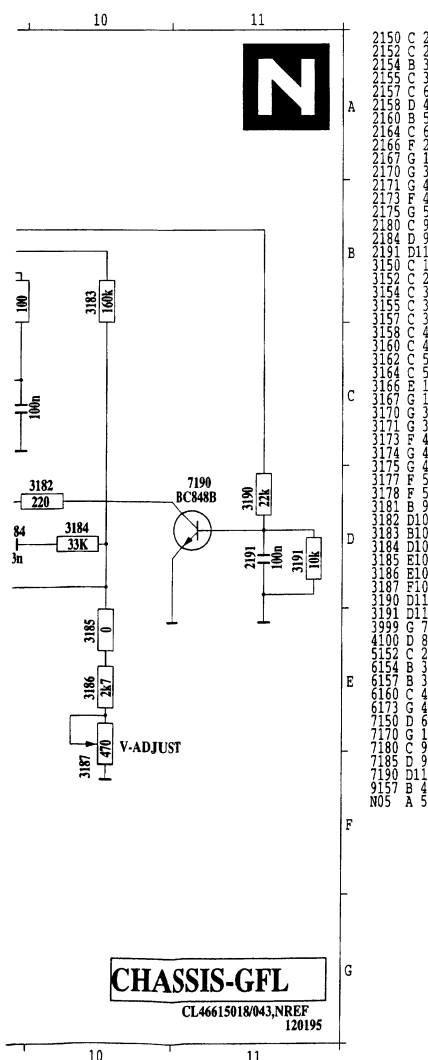 10 11
N
A
B
C
D
E
F
G
100
3183
160k
100n
3182
220
84
3n
3184
33K
7190
BC848B
3190
22k
2191
100n
3191
10k
3185
0
3186
2k7
3187
470
V-ADJUST
CHASSIS-GFL
CL46615018/043,NREF
120195
10 11
2150 C 2
2152 C 2
2154 B 3
2155 C 3
2157 C 6
2158 D 4
2160 B 5
2164 C 6
2166 F 2
2167 G 1
2170 G 3
2171 G 4
2173 F 4
2175 G 5
2180 C 9
2184 D 9
2191 D11
3150 C 1
3152 C 2
3154 C 3
3155 C 3
3157 C 3
3158 C 4
3160 C 4
3162 C 5
3164 C 5
3166 E 1
3167 G 1
3170 G 3
3171 G 3
3173 F 4
3174 G 4
3175 G 4
3177 F 5
3178 F 5
3181 B 9
3182 D10
3183 B10
3184 D10
3185 E10
3186 E10
3187 F10
3190 D11
3191 D11
3999 G 7
4100 D 8
5152 C 2
6154 B 3
6157 B 3
6160 C 4
6173 G 4
7150 D 6
7170 G 1
7180 C 9
7185 D 9
7190 D11
9157 B 4
N05 A 5